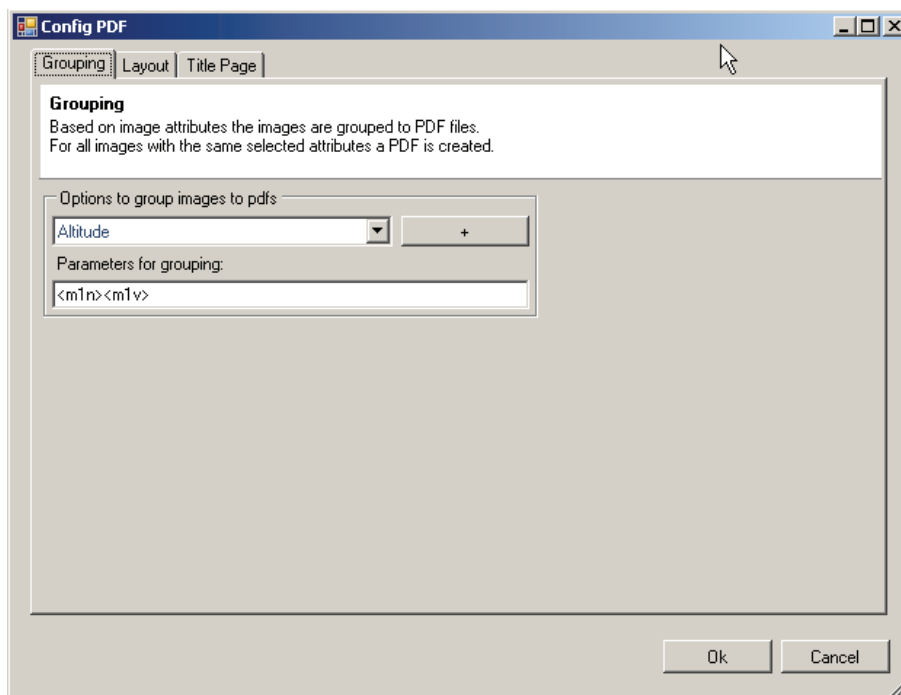 Config PDF
Grouping Layout Title Page
Grouping
Based on image attributes the images are grouped to PDF files.
For all images with the same selected attributes a PDF is created.
Options to group images to pdfs
Altitude +
Parameters for grouping:
<m1n><m1v>
Ok Cancel